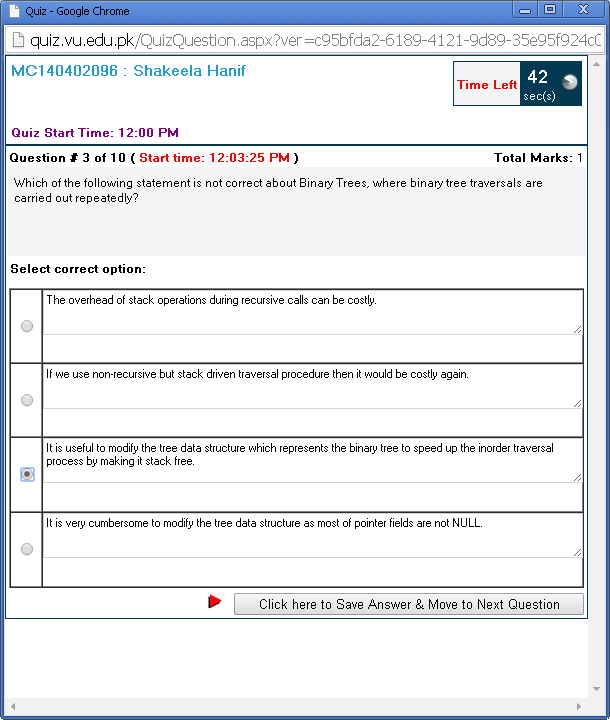 Quiz - Google Chrome
quiz.vu.edu.pk/QuizQuestion.aspx?ver=c95bfda2-6189-4121-9d89-35e95f924c0
MC140402096 : Shakeela Hanif
Time Left 42
sec(s)
Quiz Start Time: 12:00 PM
Question # 3 of 10 ( Start time: 12:03:25 PM ) Total Marks: 1
Which of the following statement is not correct about Binary Trees, where binary tree traversals are
carried out repeatedly?
Select correct option:
The overhead of stack operations during recursive calls can be costly.
If we use non-recursive but stack driven traversal procedure then it would be costly again.
It is useful to modify the tree data structure which represents the binary tree to speed up the inorder traversal
process by making it stack free.
It is very cumbersome to modify the tree data structure as most of pointer fields are not NULL.
Click here to Save Answer & Move to Next Question